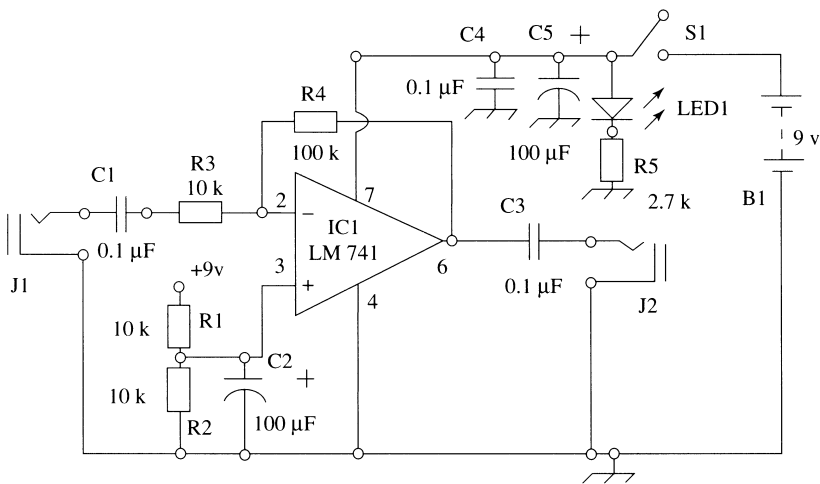 C4
C5
+
S1
0.1 µF
R4
LED1
100 k
100 µF
R5
9 v
C1
R3
10 k
7
2.7 k
B1
2
−
IC1
C3
LM 741
0.1 µF
3
6
J1
+9v
+
4
0.1 µF
J2
10 k
R1
C2
+
10 k
R2
100 µF